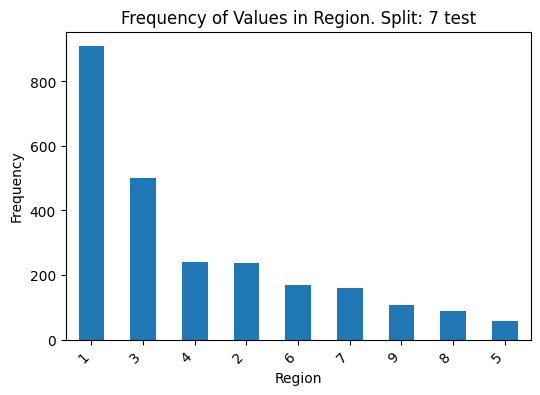 Frequency of Values in Region. Split: 7 test
Frequency
800
600
400
200
0
1 3 4 2 6 7 9 8 5
Region